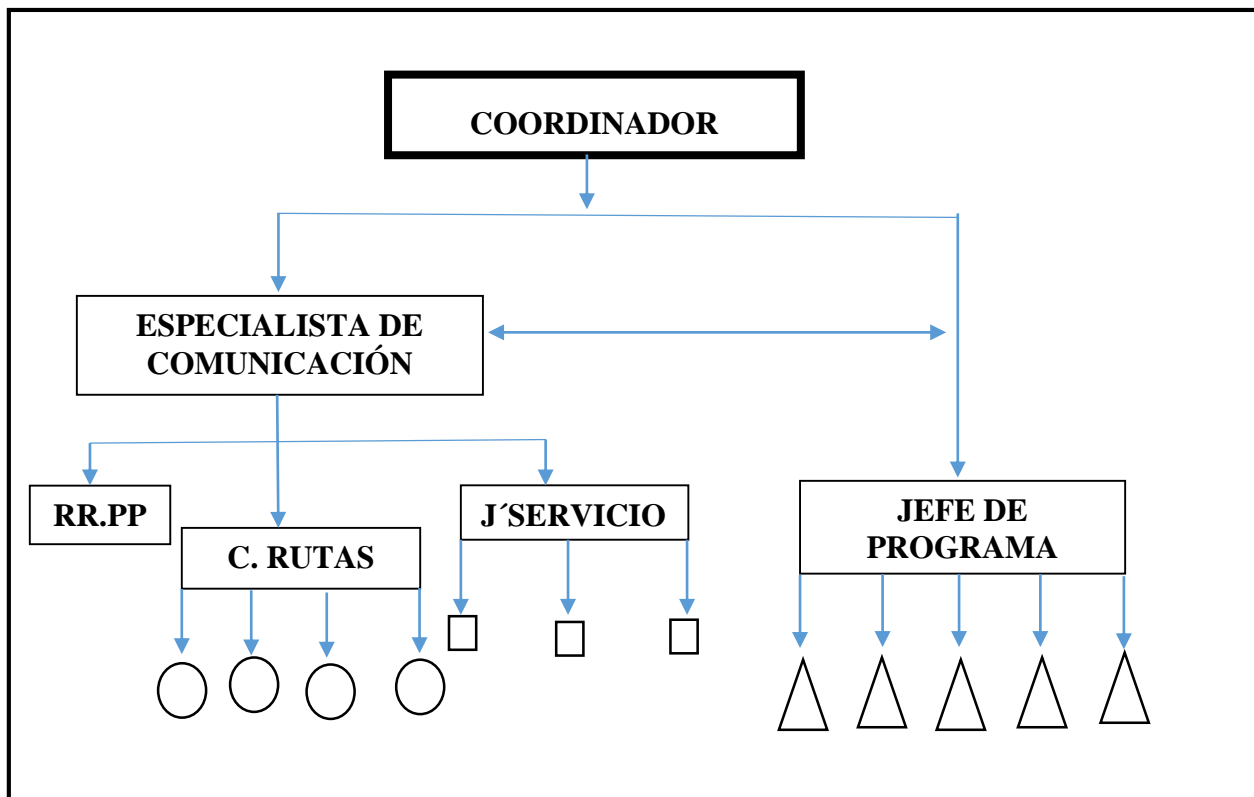 COORDINADOR
ESPECIALISTA DE
COMUNICACIÓN
RR.PP
C. RUTAS
J´SERVICIO
JEFE DE
PROGRAMA